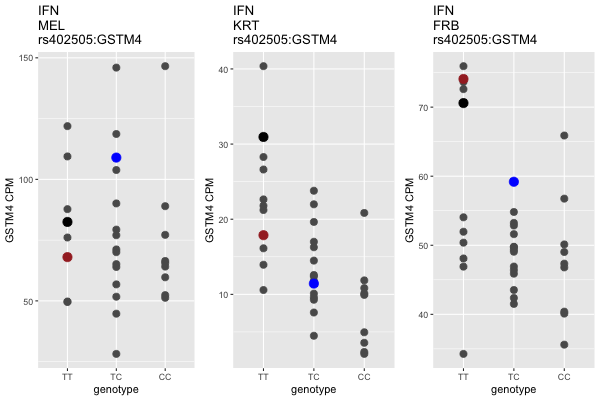 IFN
MEL
rs402505:GSTM4
150
100
50
GSTM4 CPM
TT TC CC
genotype
IFN
KRT
rs402505:GSTM4
40
30
20
10
GSTM4 CPM
TT TC CC
genotype
IFN
FRB
rs402505:GSTM4
70
60
50
40
GSTM4 CPM
TT TC CC
genotype